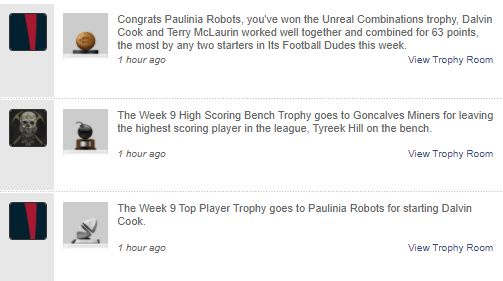 Congrats Paulinia Robots, you've won the Unreal Combinations trophy, Dalvin
Cook and Terry McLaurin worked well together and combined for 63 points,
the most by any two starters in Its Football Dudes this week.
1 hour ago View Trophy Room
The Week 9 High Scoring Bench Trophy goes to Goncalves Miners for leaving
the highest scoring player in the league, Tyreek Hill on the bench.
1 hour ago View Trophy Room
The Week 9 Top Player Trophy goes to Paulinia Robots for starting Dalvin
Cook.
1 hour ago View Trophy Room